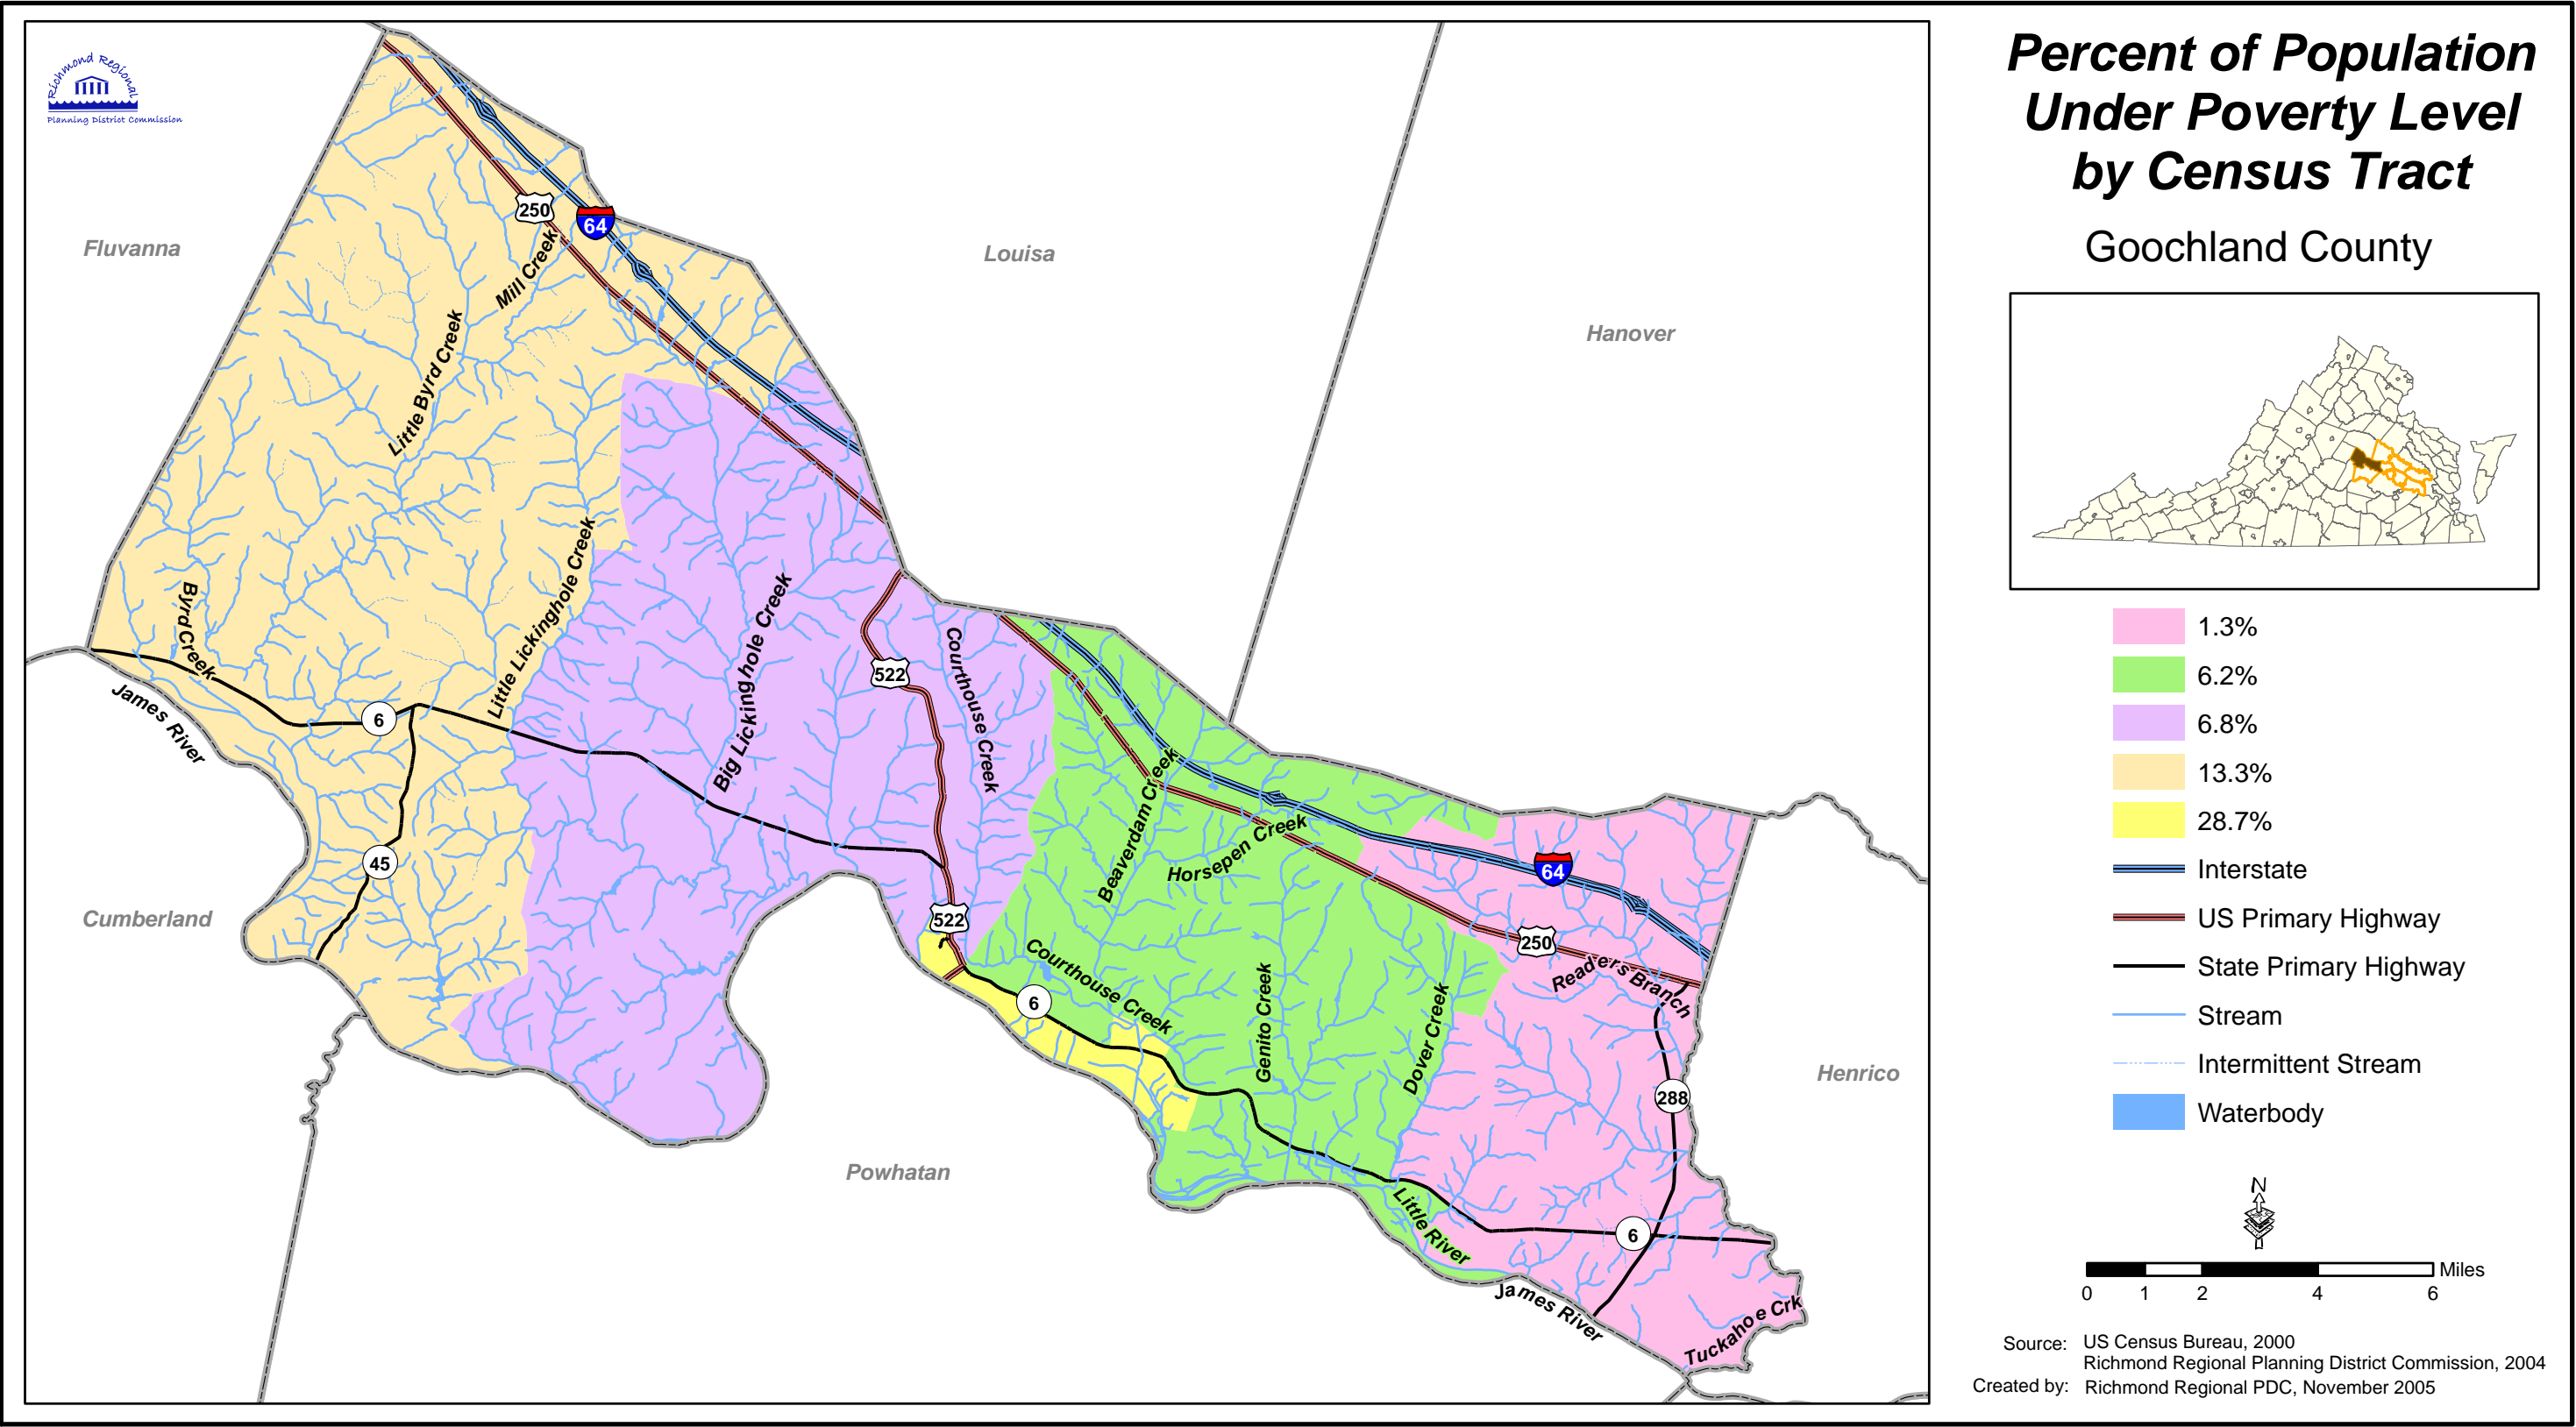 Percent of Population
Under Poverty Level
by Census Tract
Goochland County
Richmond Regional
Planning District Commission
Fluvanna
Louisa
Hanover
Cumberland
Powhatan
Henrico
250
64
Mill Creek
Little Byrd Creek
Little Lickinghole Creek
Byrd Creek
James River
6
45
Big Lickinghole Creek
522
Courthouse Creek
522
Beaverdam Creek
Horsepen Creek
64
250
Readers Branch
Courthouse Creek
6
Genito Creek
Dover Creek
288
Little River
6
James River
Tuckahoe Crk
1.3%
6.2%
6.8%
13.3%
28.7%
Interstate
US Primary Highway
State Primary Highway
Stream
Intermittent Stream
Waterbody
N
Miles
0 1 2 4 6
Source: US Census Bureau, 2000
Richmond Regional Planning District Commission, 2004
Created by: Richmond Regional PDC, November 2005